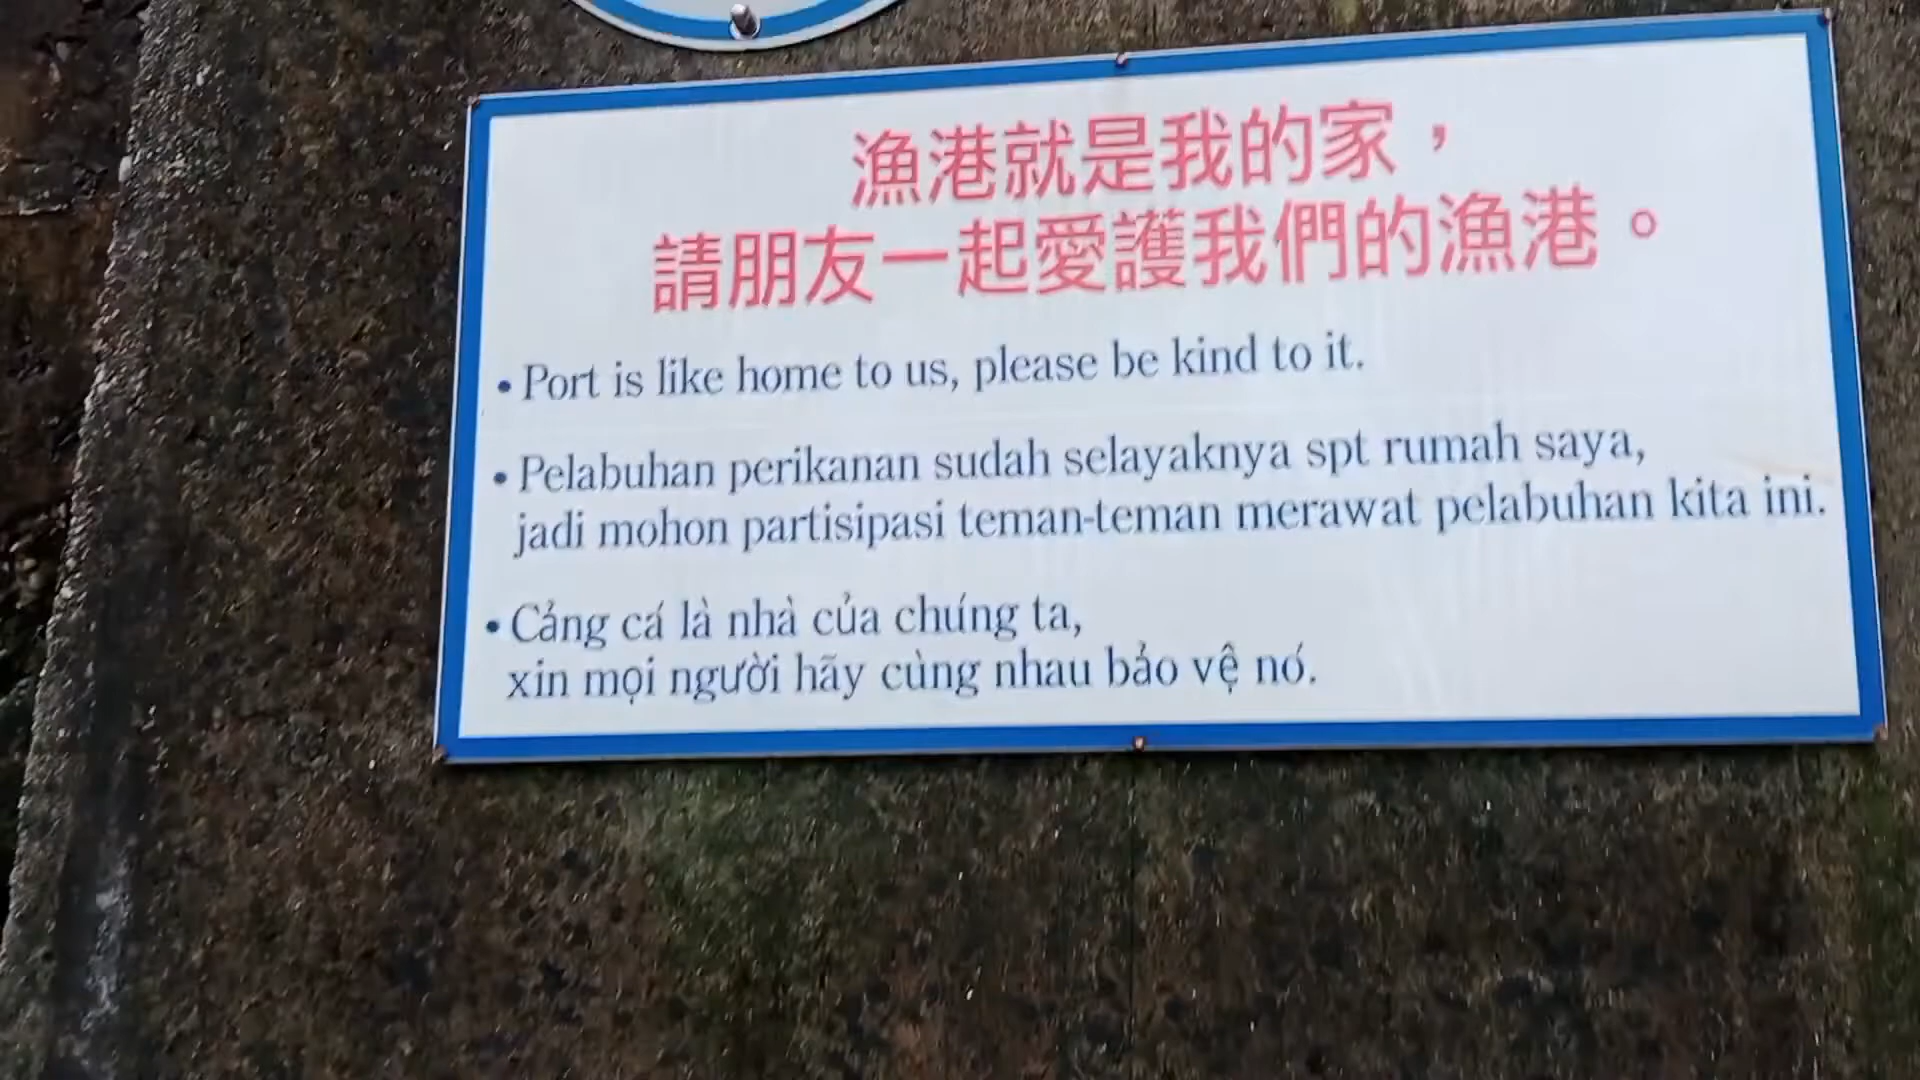 漁港就是我的家，
請朋友一起愛護我們的漁港。
• Port is like home to us, please be kind to it.
• Pelabuhan perikanan sudah selayaknya spt rumah saya,
jadi mohon partisipasi teman-teman merawat pelabuhan kita ini.
• Cảng cá là nhà của chúng ta,
xin mọi người hãy cùng nhau bảo vệ nó.